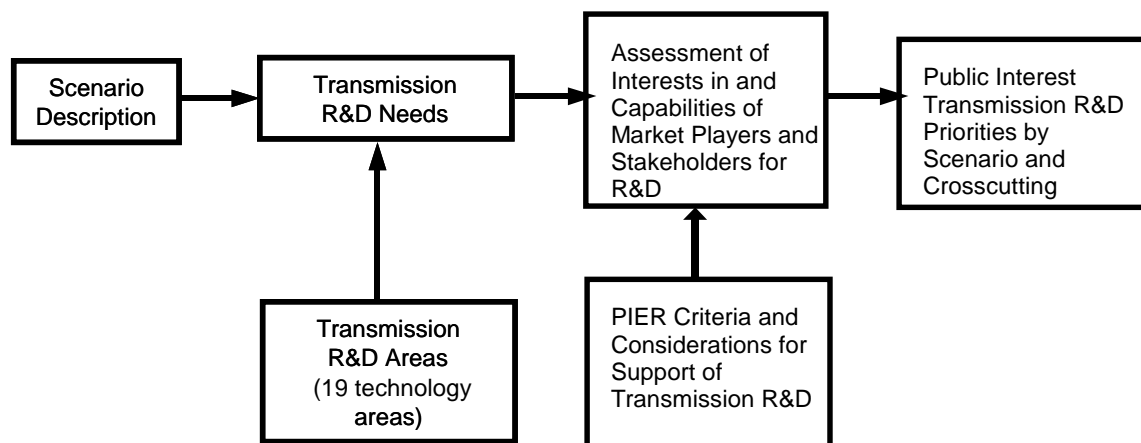 Scenario
Description
Transmission
R&D Needs
Assessment of
Interests in and
Capabilities of
Market Players and
Stakeholders for
R&D
Public Interest
Transmission R&D
Priorities by
Scenario and
Crosscutting
Transmission
R&D Areas
(19 technology
areas)
PIER Criteria and
Considerations for
Support of
Transmission R&D